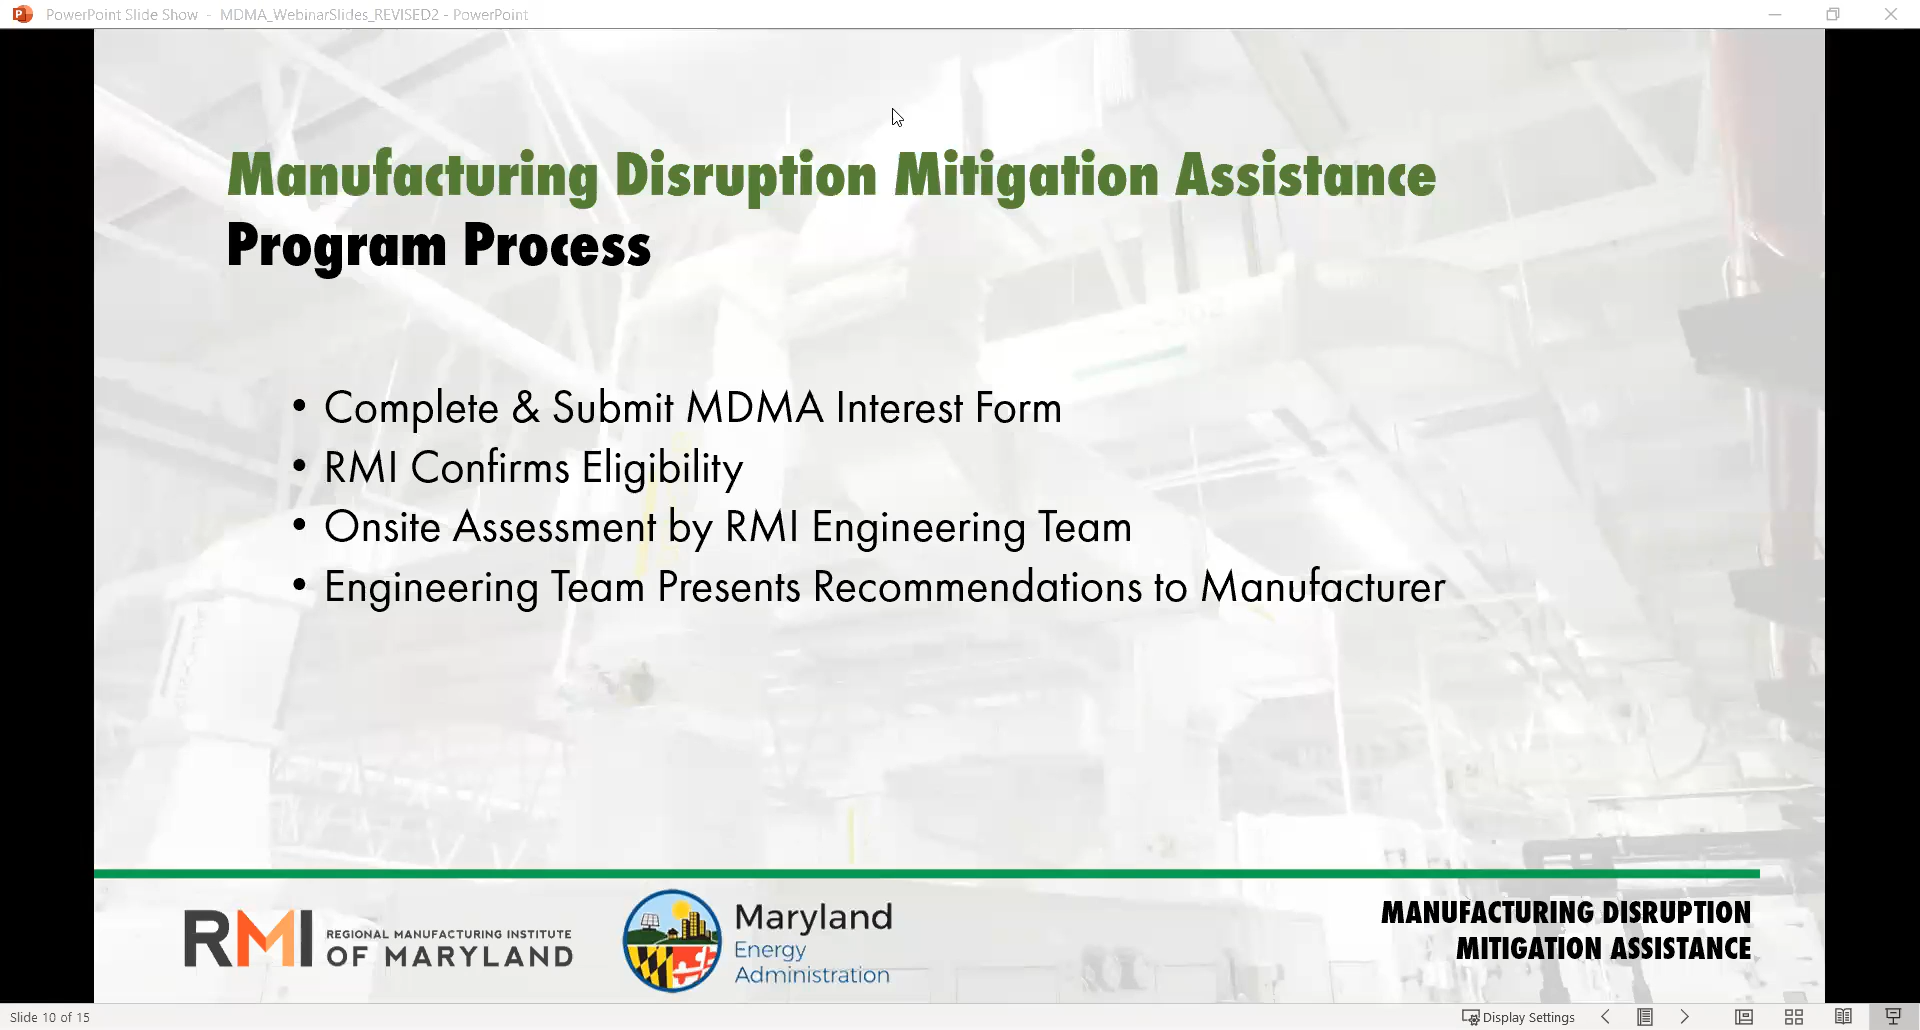 PowerPoint Slide Show - MDMA_WebinarSlides_REVISED2 - PowerPoint
Manufacturing Disruption Mitigation Assistance
Program Process
• Complete & Submit MDMA Interest Form
• RMI Confirms Eligibility
• Onsite Assessment by RMI Engineering Team
• Engineering Team Presents Recommendations to Manufacturer
RMI
REGIONAL MANUFACTURING INSTITUTE
OF MARYLAND
Maryland
Energy
Administration
MANUFACTURING DISRUPTION
MITIGATION ASSISTANCE
Slide 10 of 15
Display Settings